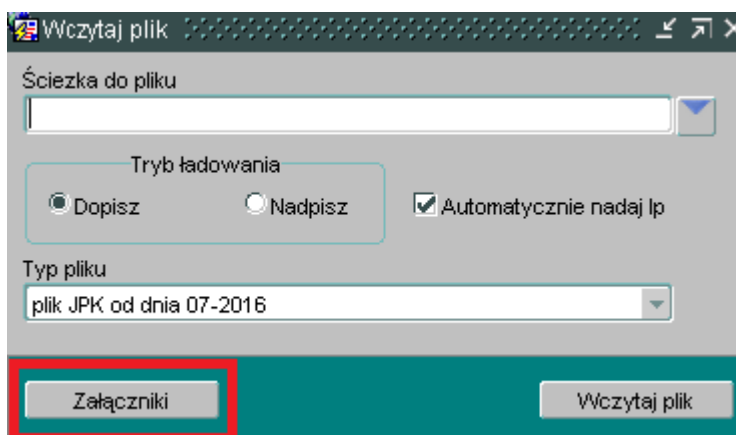 Wczytaj plik
Ściezka do pliku
Tryb ładowania
Dopisz Nadpisz Automatycznie nadaj lp
Typ pliku
plik JPK od dnia 07-2016
Załączniki Wczytaj plik